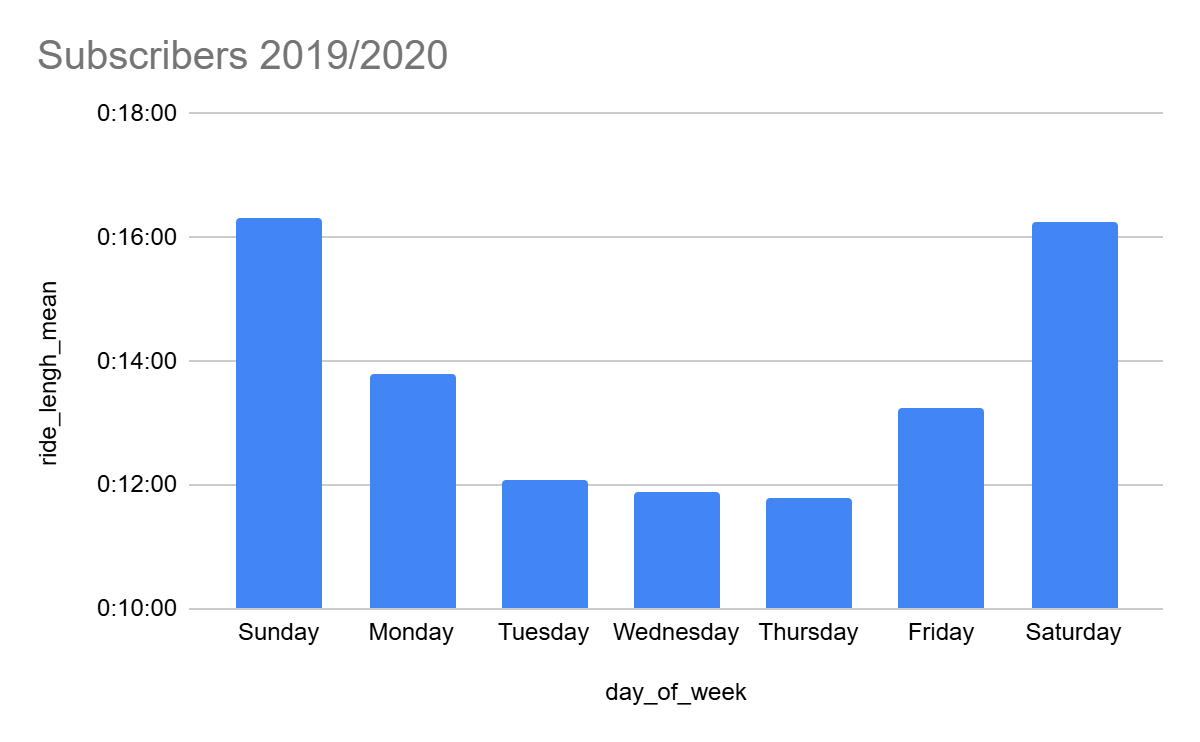 Subscribers 2019/2020
0:18:00
0:16:00
0:14:00
0:12:00
0:10:00
ride_lengh_mean
Sunday Monday Tuesday Wednesday Thursday Friday Saturday
day_of_week